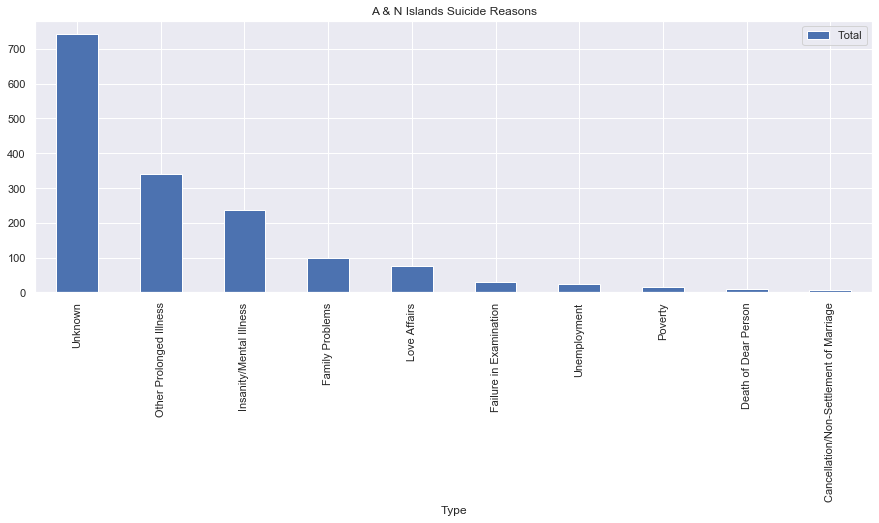 A & N Islands Suicide Reasons
Total
700
600
500
400
300
200
100
0
Unknown
Other Prolonged Illness
Insanity/Mental Illness
Family Problems
Love Affairs
Failure in Examination
Unemployment
Poverty
Death of Dear Person
Cancellation/Non-Settlement of Marriage
Type